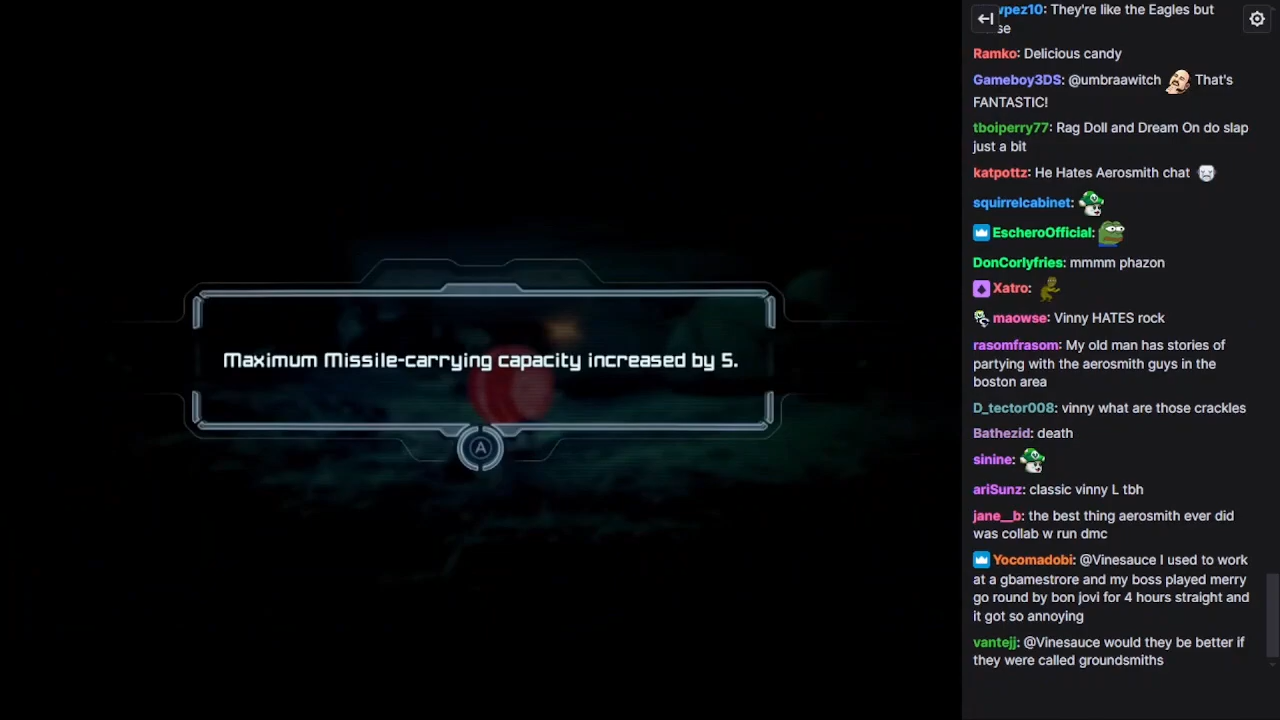 Maximum Missile-carrying capacity increased by 5.
A
They're like the Eagles but
Ramko: Delicious candy
Gameboy3DS: @umbraawitch That's
FANTASTIC!
tboiperry77: Rag Doll and Dream On do slap
just a bit
katpottz: He Hates Aerosmith chat
squirrelcabinet:
EscheroOfficial:
DonCorlyfries: mmmm phazon
Xatro:
maowse: Vinny HATES rock
rasomfrasom: My old man has stories of
partying with the aerosmith guys in the
boston area
D_tector008: vinny what are those crackles
Bathezid: death
sinine:
ariSunz: classic vinny L tbh
jane__b: the best thing aerosmith ever did
was collab w run dmc
Yocomadobi: @Vinesauce I used to work
at a gbamestrore and my boss played merry
go round by bon jovi for 4 hours straight and
it got so annoying
vantejj: @Vinesauce would they be better if
they were called groundsmiths